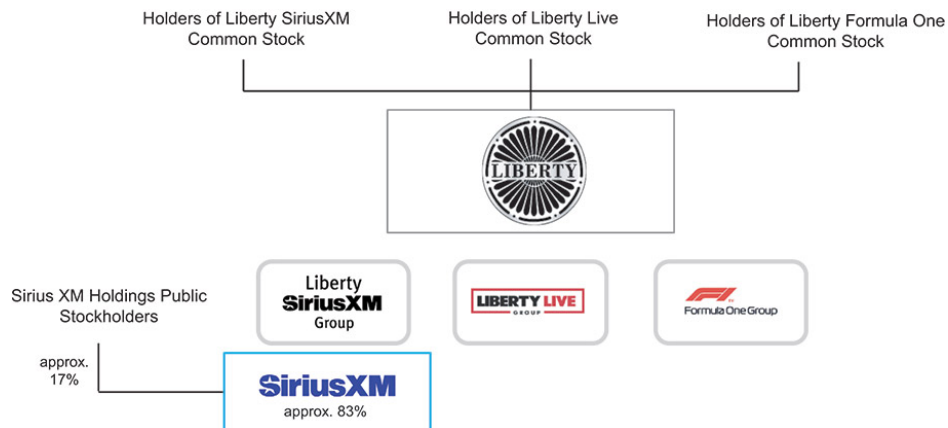 Holders of Liberty SiriusXM
Common Stock
Holders of Liberty Live
Common Stock
Holders of Liberty Formula One
Common Stock
LIBERTY
Sirius XM Holdings Public
Stockholders
Liberty
SiriusXM
Group
LIBERTY LIVE
GROUP
F1
Formula One Group
approx.
17%
SiriusXM
approx. 83%